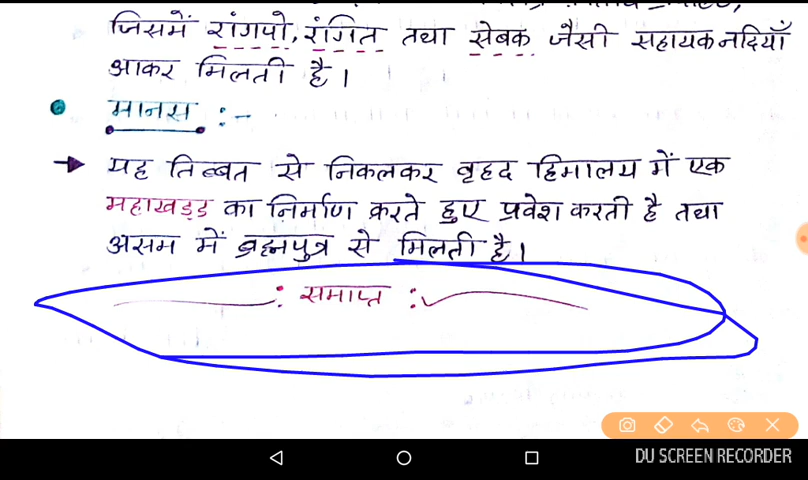 जिसमें रांगपो, रंगित तथा सेबक जैसी सहायक नदियाँ
आकर मिलती है।
मानस :-
यह तिब्बत से निकलकर वृहद हिमालय में एक
महाखड्ड का निर्माण करते हुए प्रवेश करती है तथा
असम में ब्रह्मपुत्र से मिलती है।
: समाप्त :
DU SCREEN RECORDER